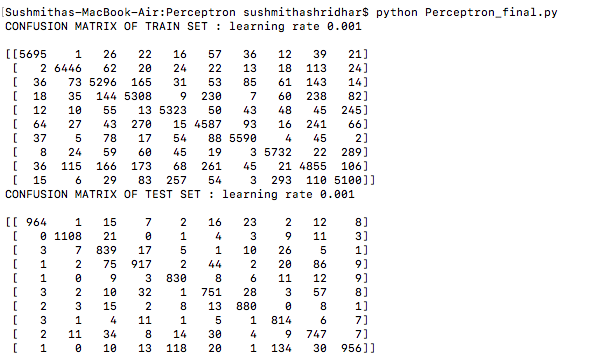 [Sushmithas-MacBook-Air:Perceptron sushmithashridhar$ python Perceptron_final.py
CONFUSION MATRIX OF TRAIN SET : learning rate 0.001
[[5695 1 26 22 16 57 36 12 39 21]
[ 2 6446 62 20 24 22 13 18 113 24]
[ 36 73 5296 165 31 53 85 61 143 14]
[ 18 35 144 5308 9 230 7 60 238 82]
[ 12 10 55 13 5323 50 43 48 45 245]
[ 64 27 43 270 15 4587 93 16 241 66]
[ 37 5 78 17 54 88 5590 4 45 2]
[ 8 24 59 60 45 19 3 5732 22 289]
[ 36 115 166 173 68 261 45 21 4855 106]
[ 15 6 29 83 257 54 3 293 110 5100]]
CONFUSION MATRIX OF TEST SET : learning rate 0.001
[[ 964 1 15 7 2 16 23 2 12 8]
[ 0 1108 21 0 1 4 3 9 11 3]
[ 3 7 839 17 5 1 10 26 5 1]
[ 1 2 75 917 2 44 2 20 86 9]
[ 1 0 9 3 830 8 6 11 12 9]
[ 3 2 10 32 1 751 28 3 57 8]
[ 2 3 15 2 8 13 880 0 8 1]
[ 3 1 4 11 1 5 1 814 6 7]
[ 2 11 34 8 14 30 4 9 747 7]
[ 1 0 10 13 118 20 1 134 30 956]]